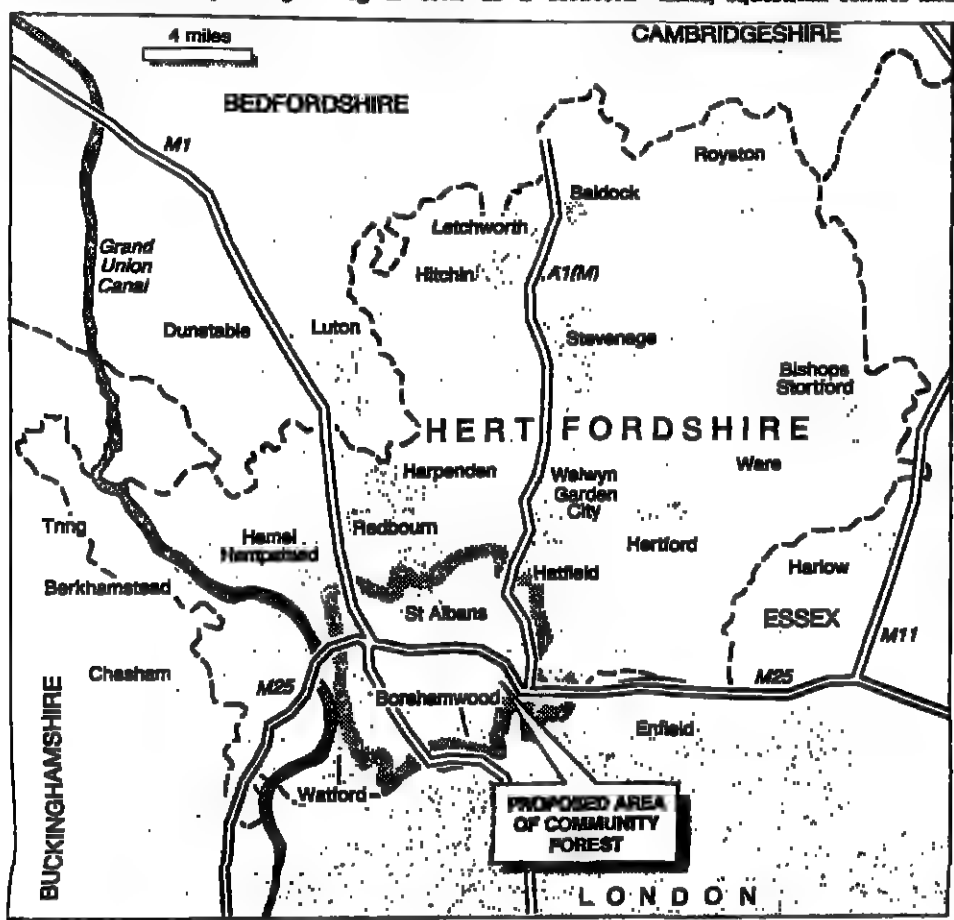 4 miles
CAMBRIDGESHIRE
BEDFORDSHIRE
M1
Royston
Baldock
Letchworth
Grand
Union
Canal
Hitchin
A1(M)
Dunstable
Luton
Stevenage
Bishops
Stortford
HERTFORDSHIRE
Harpenden
Ware
Welwyn
Garden
City
Tring
Hemel
Hempstead
Redbourn
Hertford
Hatfield
Harlow
Berkhamstead
St Albans
ESSEX
M11
Chesham
M25
Borehamwood
M25
Enfield
BUCKINGHAMSHIRE
Watford
PROPOSED AREA
OF COMMUNITY
FOREST
LONDON